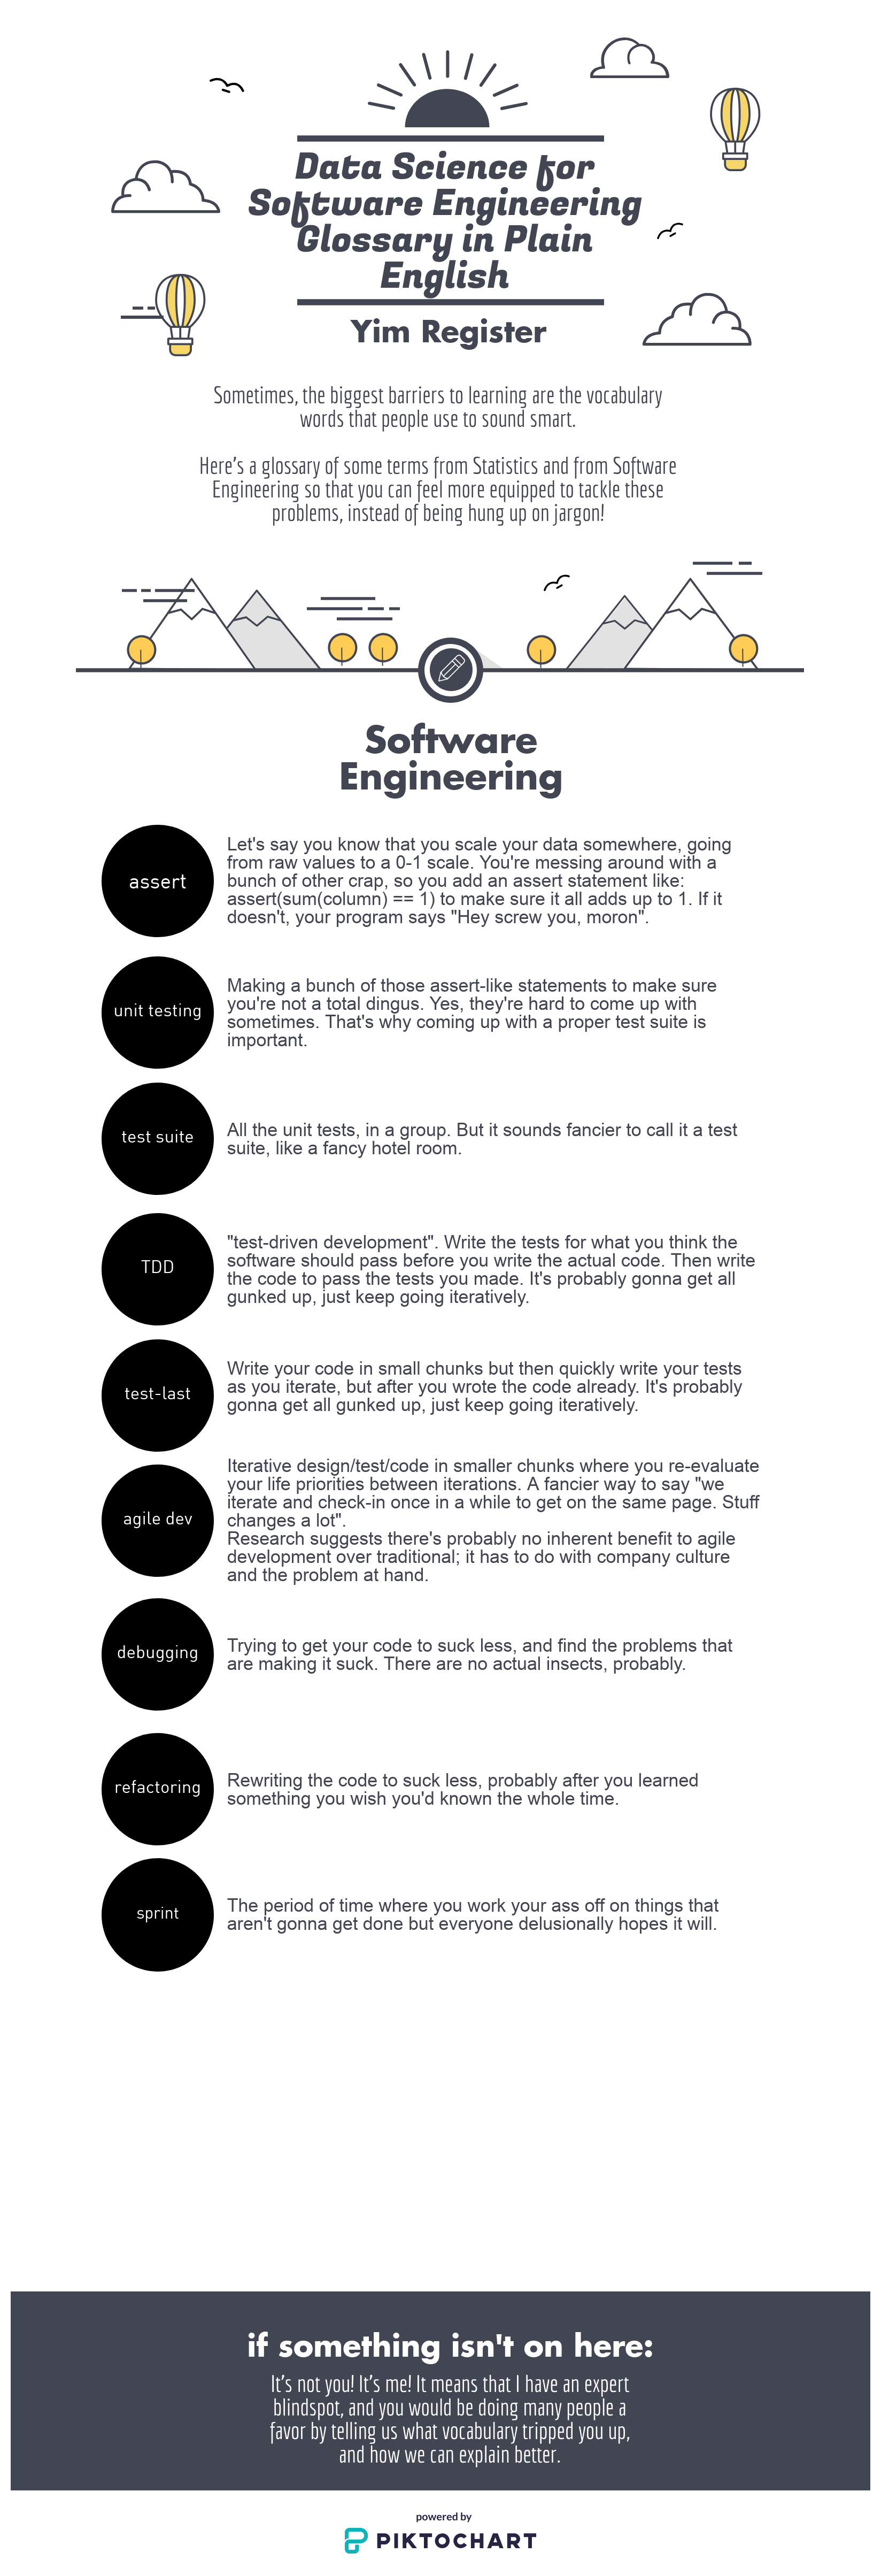 Data Science for
Software Engineering
Glossary in Plain
English
Yim Register
Sometimes, the biggest barriers to learning are the vocabulary
words that people use to sound smart.
Here's a glossary of some terms from Statistics and from Software
Engineering so that you can feel more equipped to tackle these
problems, instead of being hung up on jargon!
Software
Engineering
assert
Let's say you know that you scale your data somewhere, going
from raw values to a 0-1 scale. You're messing around with a
bunch of other crap, so you add an assert statement like:
assert(sum(column) == 1) to make sure it all adds up to 1. If it
doesn't, your program says "Hey screw you, moron".
unit testing
Making a bunch of those assert-like statements to make sure
you're not a total dingus. Yes, they're hard to come up with
sometimes. That's why coming up with a proper test suite is
important.
test suite
All the unit tests, in a group. But it sounds fancier to call it a test
suite, like a fancy hotel room.
TDD
"test-driven development". Write the tests for what you think the
software should pass before you write the actual code. Then write
the code to pass the tests you made. It's probably gonna get all
gunked up, just keep going iteratively.
test-last
Write your code in small chunks but then quickly write your tests
as you iterate, but after you wrote the code already. It's probably
gonna get all gunked up, just keep going iteratively.
agile dev
Iterative design/test/code in smaller chunks where you re-evaluate
your life priorities between iterations. A fancier way to say "we
iterate and check-in once in a while to get on the same page. Stuff
changes a lot".
Research suggests there's probably no inherent benefit to agile
development over traditional; it has to do with company culture
and the problem at hand.
debugging
Trying to get your code to suck less, and find the problems that
are making it suck. There are no actual insects, probably.
refactoring
Rewriting the code to suck less, probably after you learned
something you wish you'd known the whole time.
sprint
The period of time where you work your ass off on things that
aren't gonna get done but everyone delusionally hopes it will.
if something isn't on here:
It's not you! It's me! It means that I have an expert
blindspot, and you would be doing many people a
favor by telling us what vocabulary tripped you up,
and how we can explain better.
powered by
PIKTOCHART